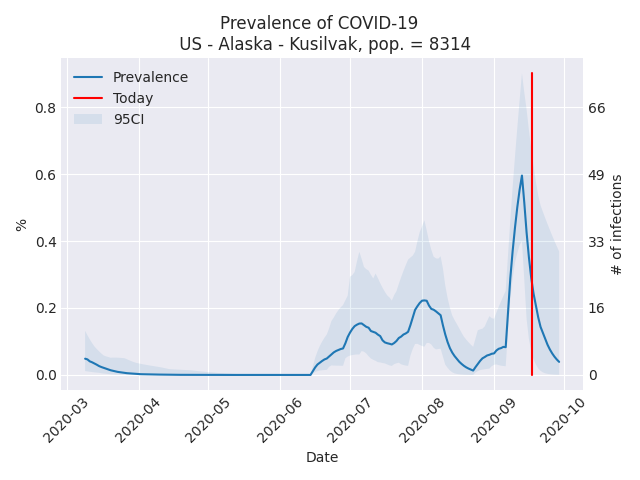 Prevalence of COVID-19
US - Alaska - Kusilvak, pop. = 8314
Prevalence
Today
95CI
0.8
0.6
0.4
0.2
0.0
%
66
49
33
16
0
# of infections
2020-03
2020-04
2020-05
2020-06
2020-07
2020-08
2020-09
2020-10
Date